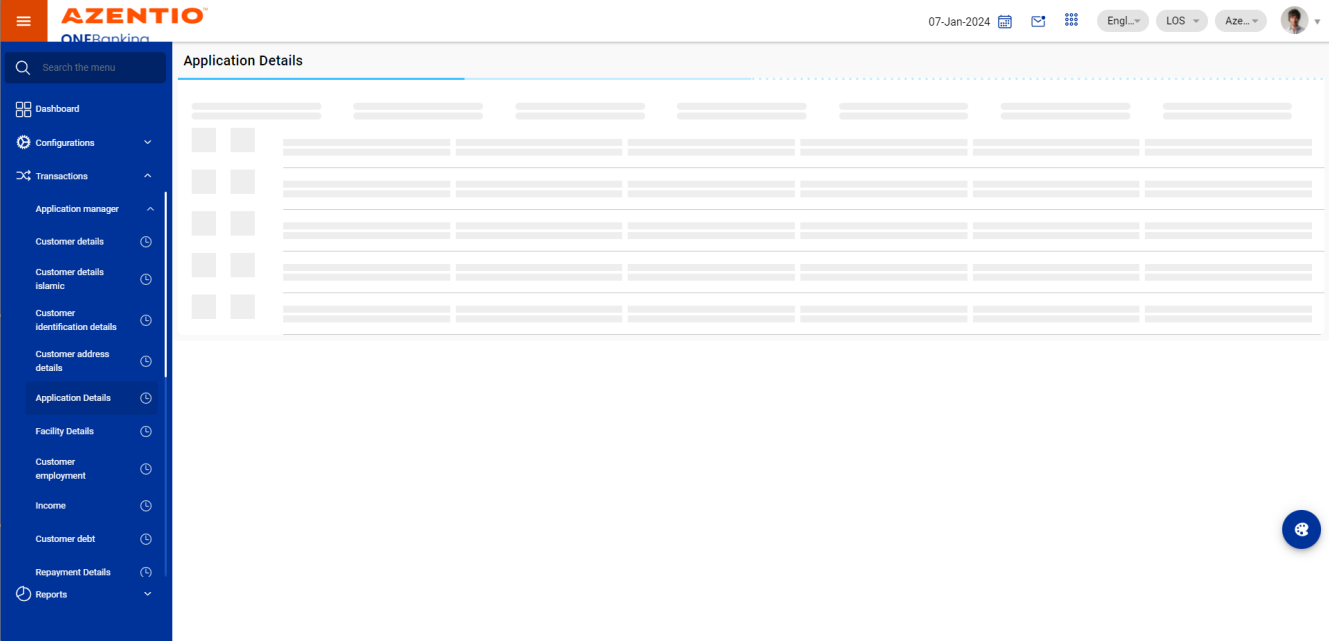 AZENTIO™
ONEBanking
07-Jan-2024
Engl...
LOS
Aze...
Search the menu
Application Details
Dashboard
Configurations
Transactions
Application manager
Customer details
Customer details
islamic
Customer
identification details
Customer address
details
Application Details
Facility Details
Customer
employment
Income
Customer debt
Repayment Details
Reports